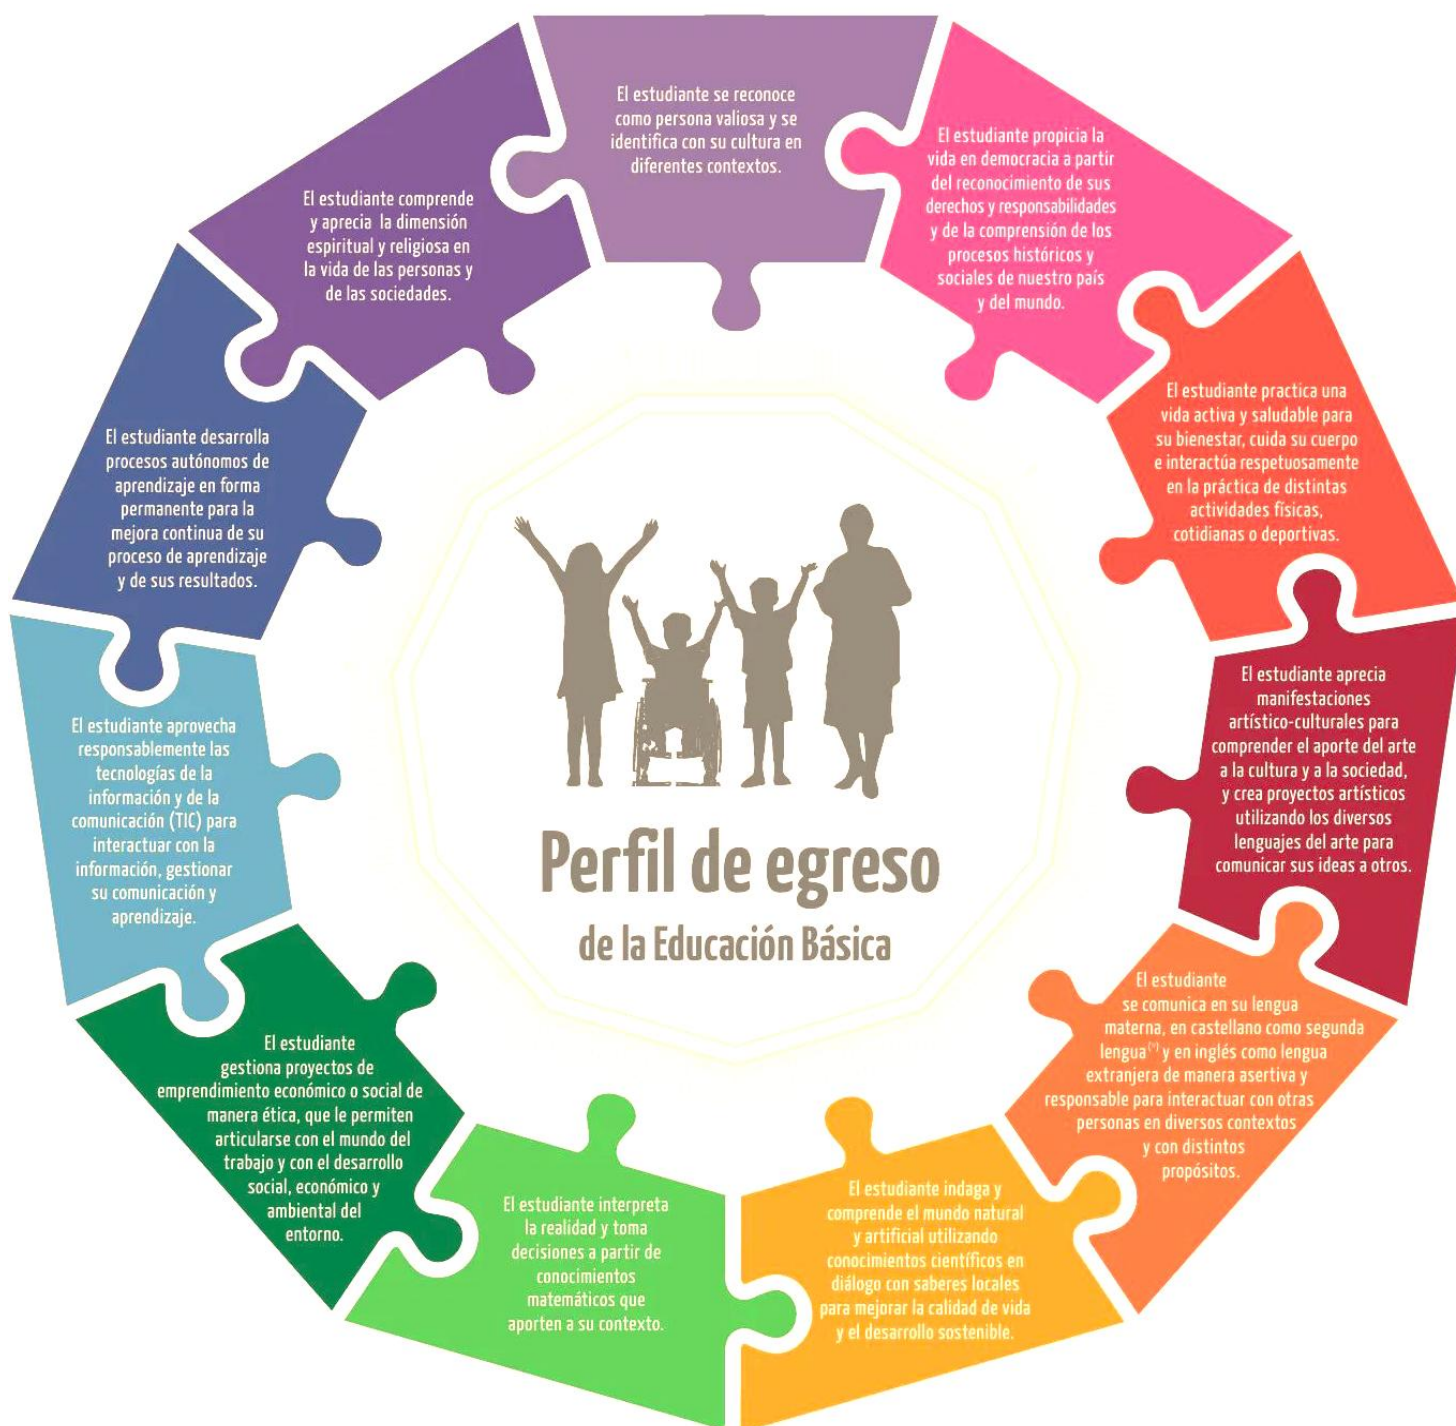 El estudiante se reconoce
como persona valiosa y se
identifica con su cultura en
diferentes contextos.
El estudiante propicia la
vida en democracia a partir
del reconocimiento de sus
derechos y responsabilidades
y de la comprensión de los
procesos históricos y
sociales de nuestro país
y del mundo.
El estudiante practica una
vida activa y saludable para
su bienestar, cuida su cuerpo
e interactúa respetuosamente
en la práctica de distintas
actividades físicas,
cotidianas o deportivas.
El estudiante aprecia
manifestaciones
artístico-culturales para
comprender el aporte del arte
a la cultura y a la sociedad,
y crea proyectos artísticos
utilizando los diversos
lenguajes del arte para
comunicar sus ideas a otros.
El estudiante
se comunica en su lengua
materna, en castellano como segunda
lengua(*) y en inglés como lengua
extranjera de manera asertiva y
responsable para interactuar con otras
personas en diversos contextos
y con distintos
propósitos.
El estudiante indaga y
comprende el mundo natural
y artificial utilizando
conocimientos científicos en
diálogo con saberes locales
para mejorar la calidad de vida
y el desarrollo sostenible.
El estudiante interpreta
la realidad y toma
decisiones a partir de
conocimientos
matemáticos que
aporten a su contexto.
El estudiante
gestiona proyectos de
emprendimiento económico o social de
manera ética, que le permiten
articularse con el mundo del
trabajo y con el desarrollo
social, económico y
ambiental del
entorno.
El estudiante aprovecha
responsablemente las
tecnologías de la
información y de la
comunicación (TIC) para
interactuar con la
información, gestionar
su comunicación y
aprendizaje.
El estudiante desarrolla
procesos autónomos de
aprendizaje en forma
permanente para la
mejora continua de su
proceso de aprendizaje
y de sus resultados.
El estudiante comprende
y aprecia la dimensión
espiritual y religiosa en
la vida de las personas y
de las sociedades.
Perfil de egreso
de la Educación Básica